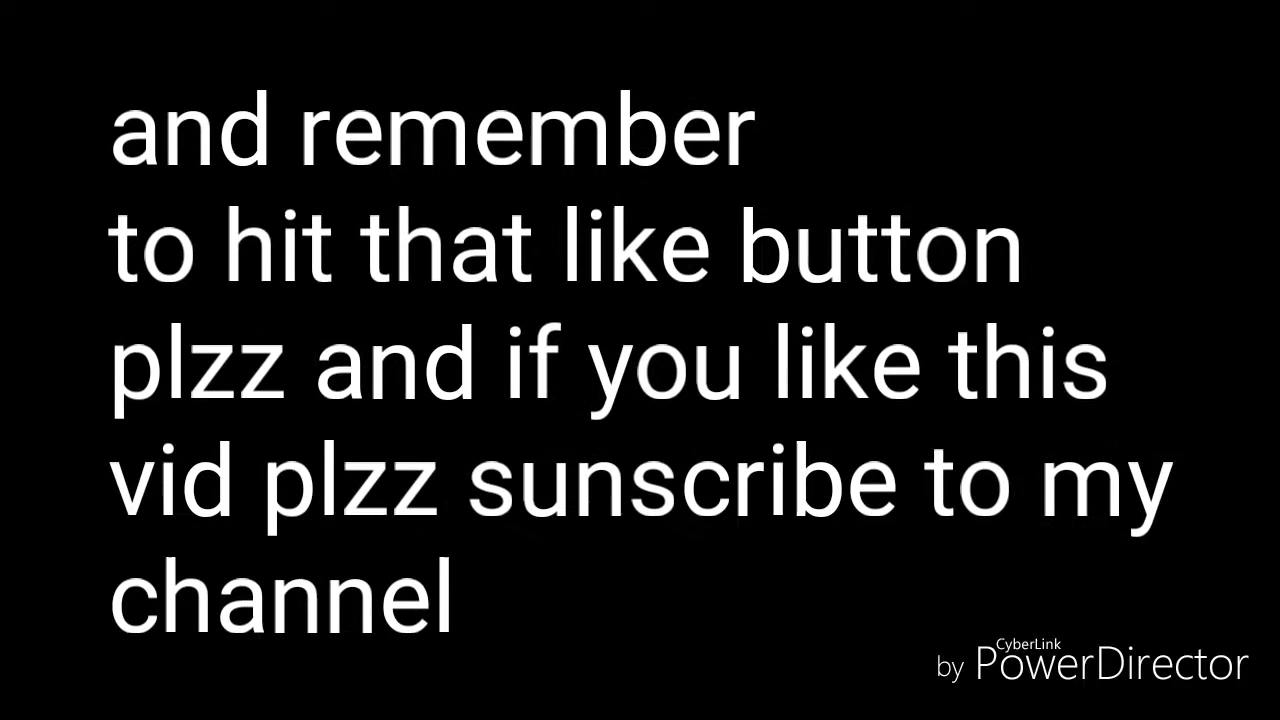 and remember
to hit that like button
plzz and if you like this
vid plzz sunscribe to my
channel
CyberLink
by PowerDirector